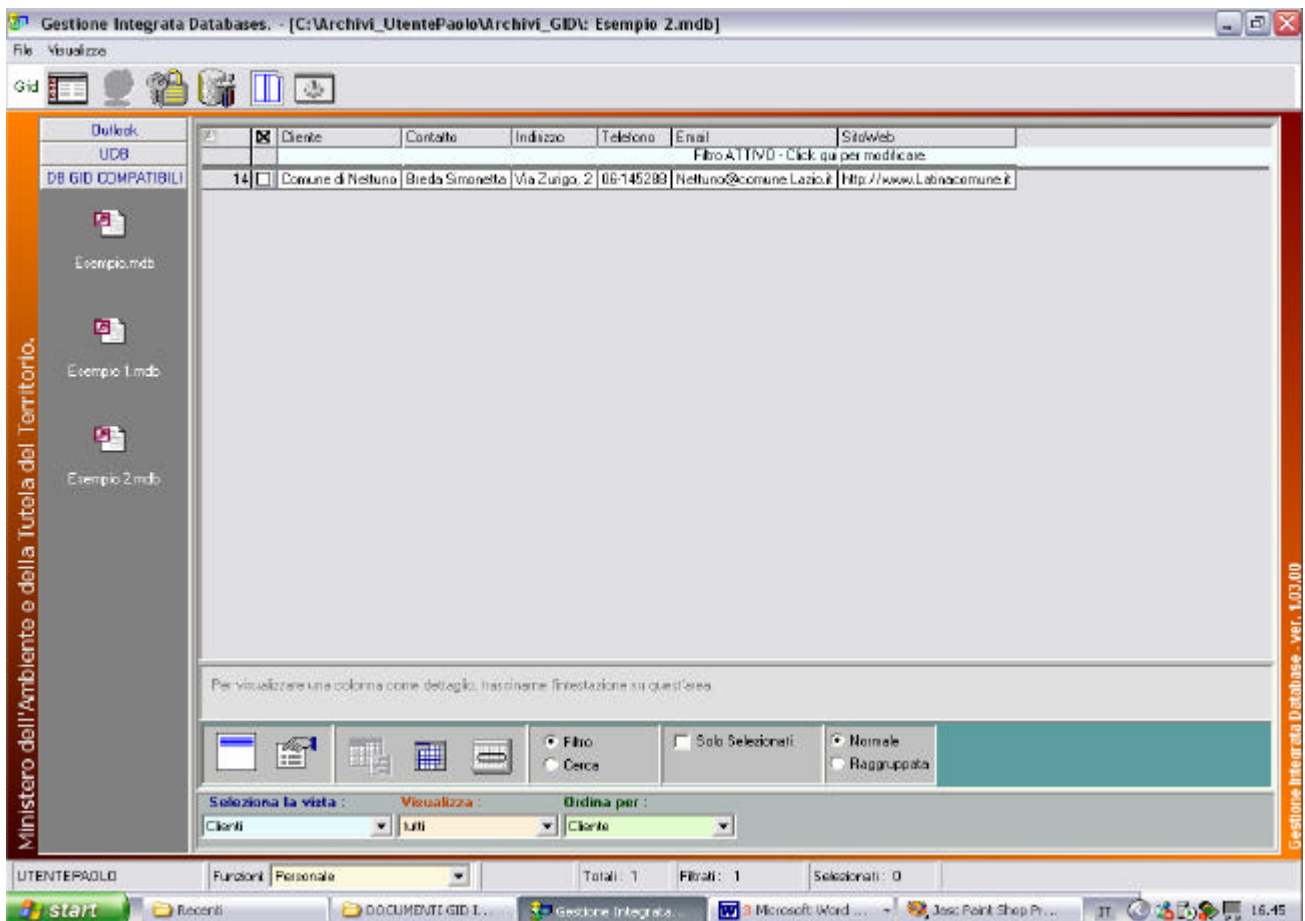 Gestione Integrata Databases. - [C:\Archivi_UtentePaolo\Archivi_GID\: Esempio 2.mdb]
File Visualizza
Gid
Outlook
UDB
DB GID COMPATIBILI
Esempio.mdb
Esempio 1.mdb
Esempio 2.mdb
Ministero dell'Ambiente e della Tutela del Territorio.
Cliente Contatto Indirizzo Telefono Email SitoWeb
Filtro ATTIVO - Click qui per modificare.
14 Comune di Nettuno Breda Simonetta Via Zurigo, 2 06-145288 Nettuno@comune.Lazio.it http://www.Latinacomune.it
Per visualizzare una colonna come dettaglio, trascinarne l'intestazione su quest'area.
Filtro
Cerca
Solo Selezionati
Normale
Raggruppata
Seleziona la vista : Visualizza : Ordina per :
Clienti tutti Cliente
Gestione Integrata Database - ver. 1.03.00
UTENTEPAOLO Funzioni Personale Totali : 1 Filtrati : 1 Selezionati : 0
start Recenti DOCUMENTI GID I... Gestione Integrata... 3 Microsoft Word ... Jasc Paint Shop Pr... IT 16.45